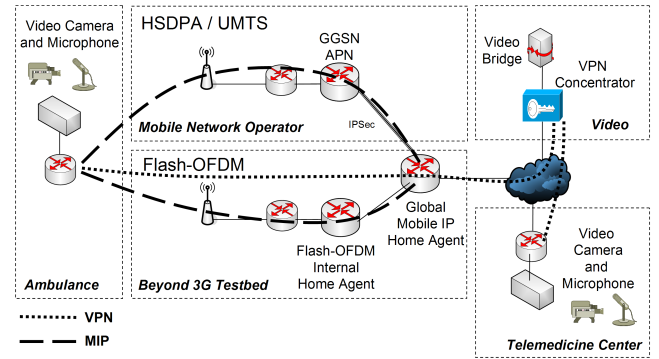 Video Camera
and Microphone
Ambulance
HSDPA / UMTS
GGSN
APN
IPSec
Mobile Network Operator
Flash-OFDM
Global
Mobile IP
Home Agent
Flash-OFDM
Internal
Home Agent
Beyond 3G Testbed
Video
Bridge
VPN
Concentrator
Video
Video
Camera
and
Microphone
Telemedicine Center
VPN
MIP